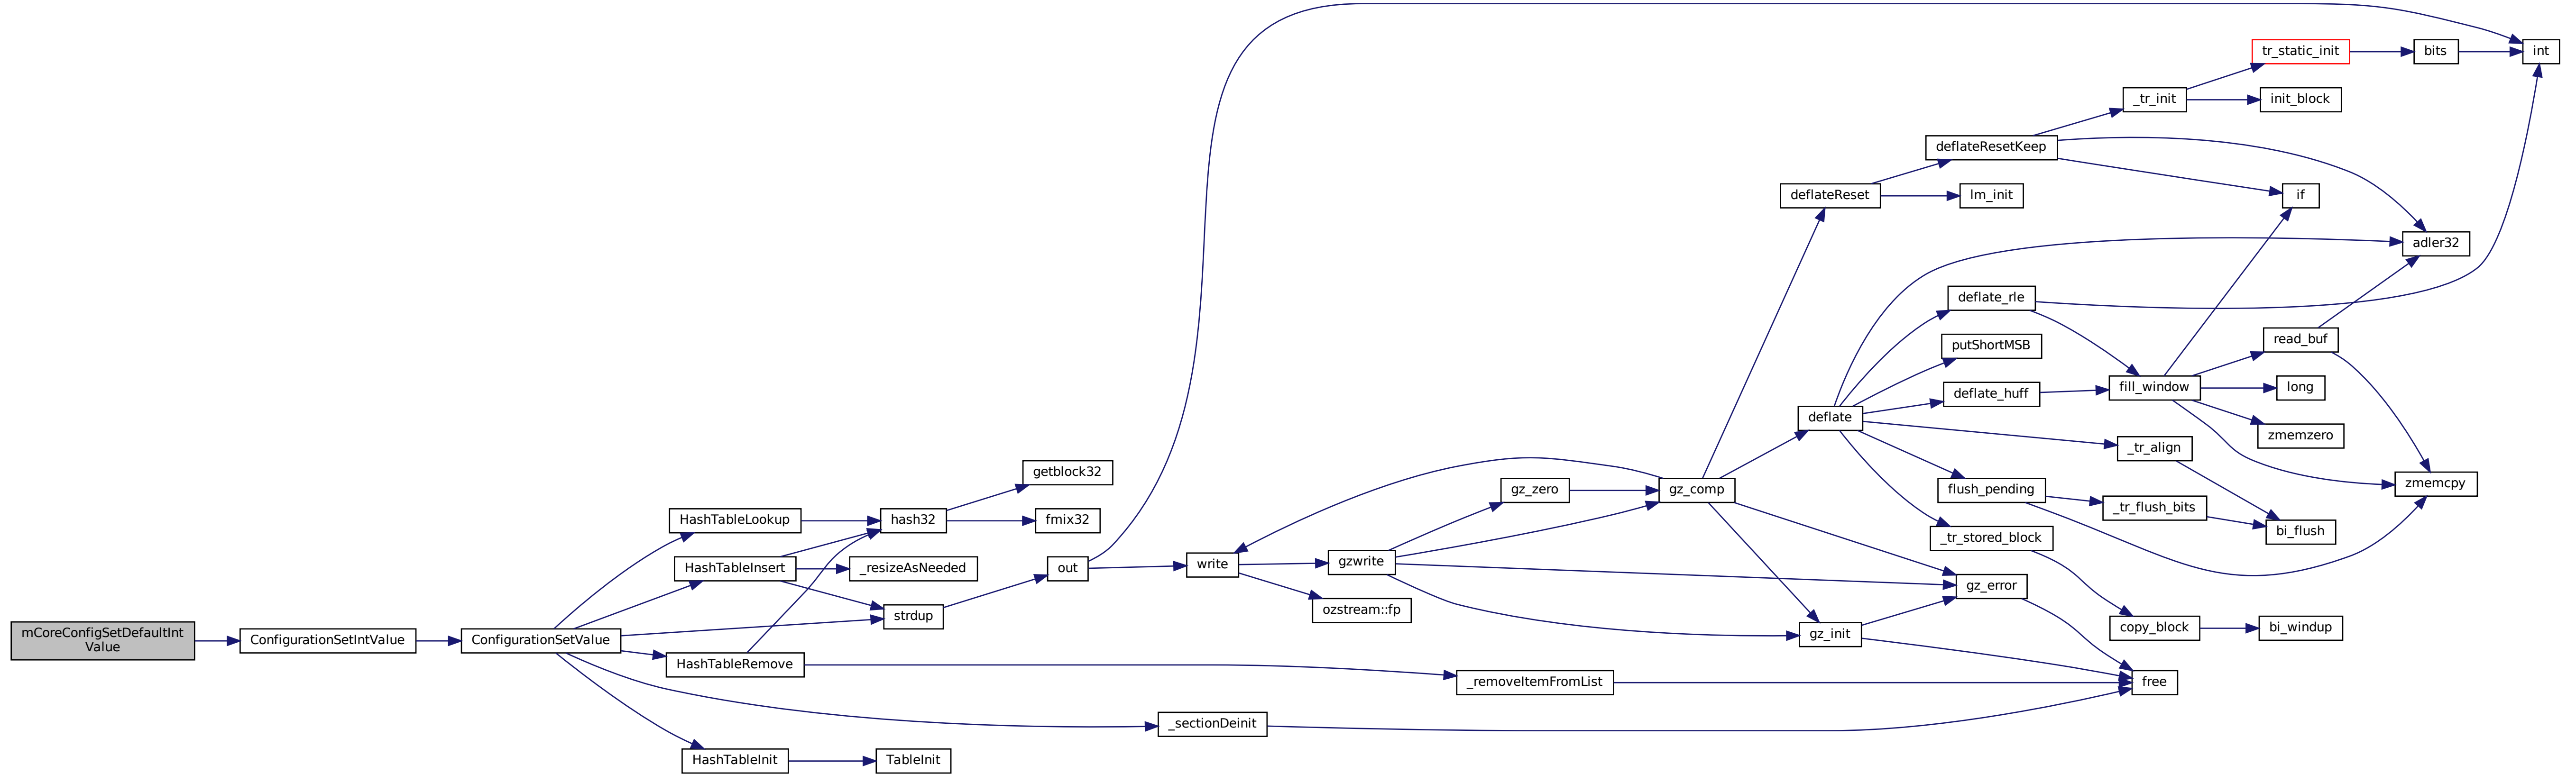 mCoreConfigSetDefaultInt
Value
ConfigurationSetIntValue
ConfigurationSetValue
HashTableLookup
HashTableInsert
HashTableRemove
HashTableInit
hash32
_resizeAsNeeded
strdup
TableInit
getblock32
fmix32
out
_sectionDeinit
write
gzwrite
ozstream::fp
_removeItemFromList
gz_zero
gz_comp
deflateReset
deflate
gz_init
deflateResetKeep
lm_init
deflate_rle
putShortMSB
deflate_huff
flush_pending
_tr_stored_block
gz_error
_tr_init
fill_window
_tr_align
_tr_flush_bits
copy_block
free
tr_static_init
init_block
if
read_buf
long
zmemzero
bi_flush
bi_windup
bits
adler32
zmemcpy
int